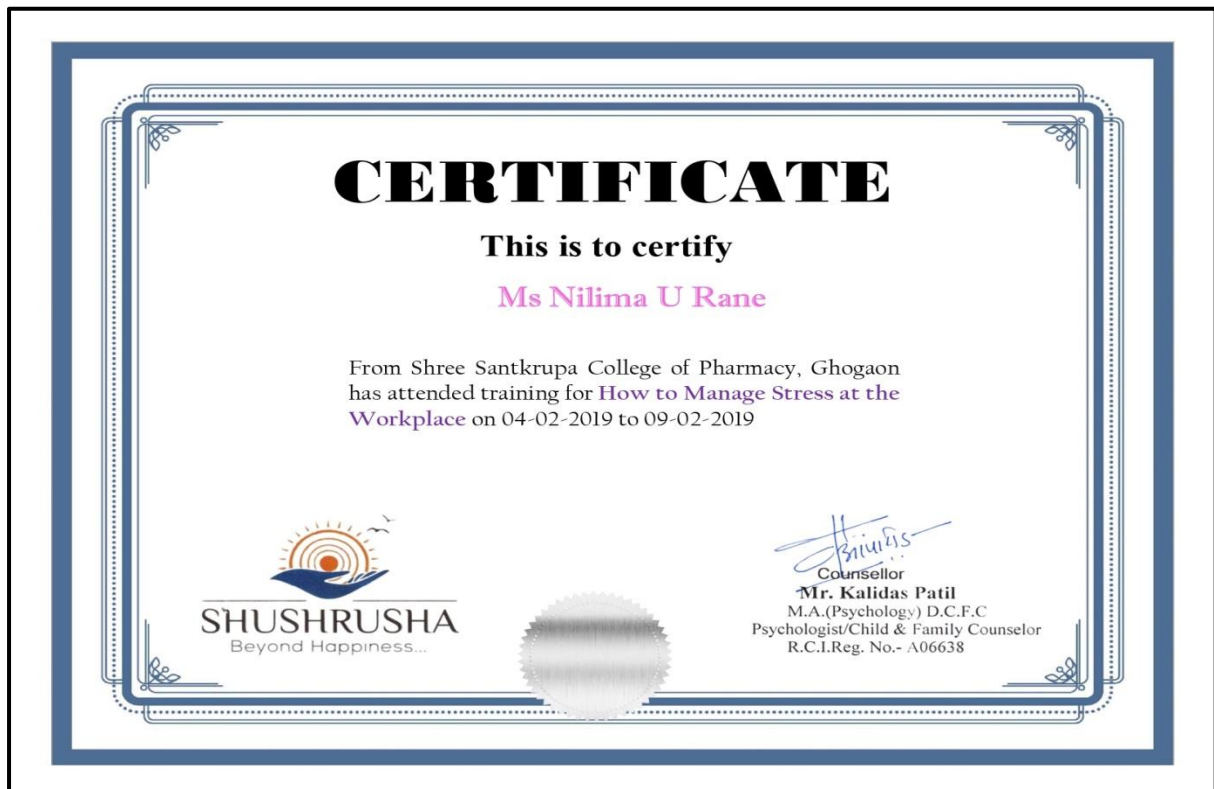 CERTIFICATE
This is to certify
Ms Nilima U Rane
From Shree Santkrupa College of Pharmacy, Ghogaon
has attended training for How to Manage Stress at the
Workplace on 04-02-2019 to 09-02-2019
SHUSHRUSHA
Beyond Happiness...
Counsellor
Mr. Kalidas Patil
M.A.(Psychology) D.C.F.C
Psychologist/Child & Family Counselor
R.C.I.Reg. No.- A06638